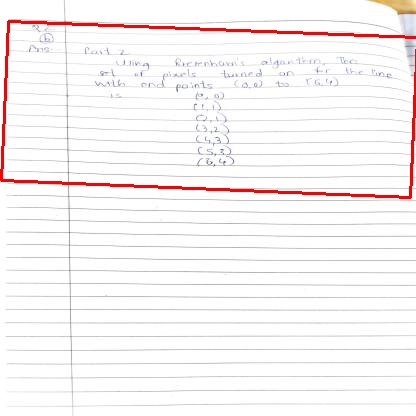 Q2
(b)
Ans: Part 2
Using Bresenham's algorithm, The
set of pixels turned on for the line
with end points (0,0) to (6,4)
is (0,0)
(1,1)
(2,1)
(3,2)
(4,3)
(5,3)
(6,4)